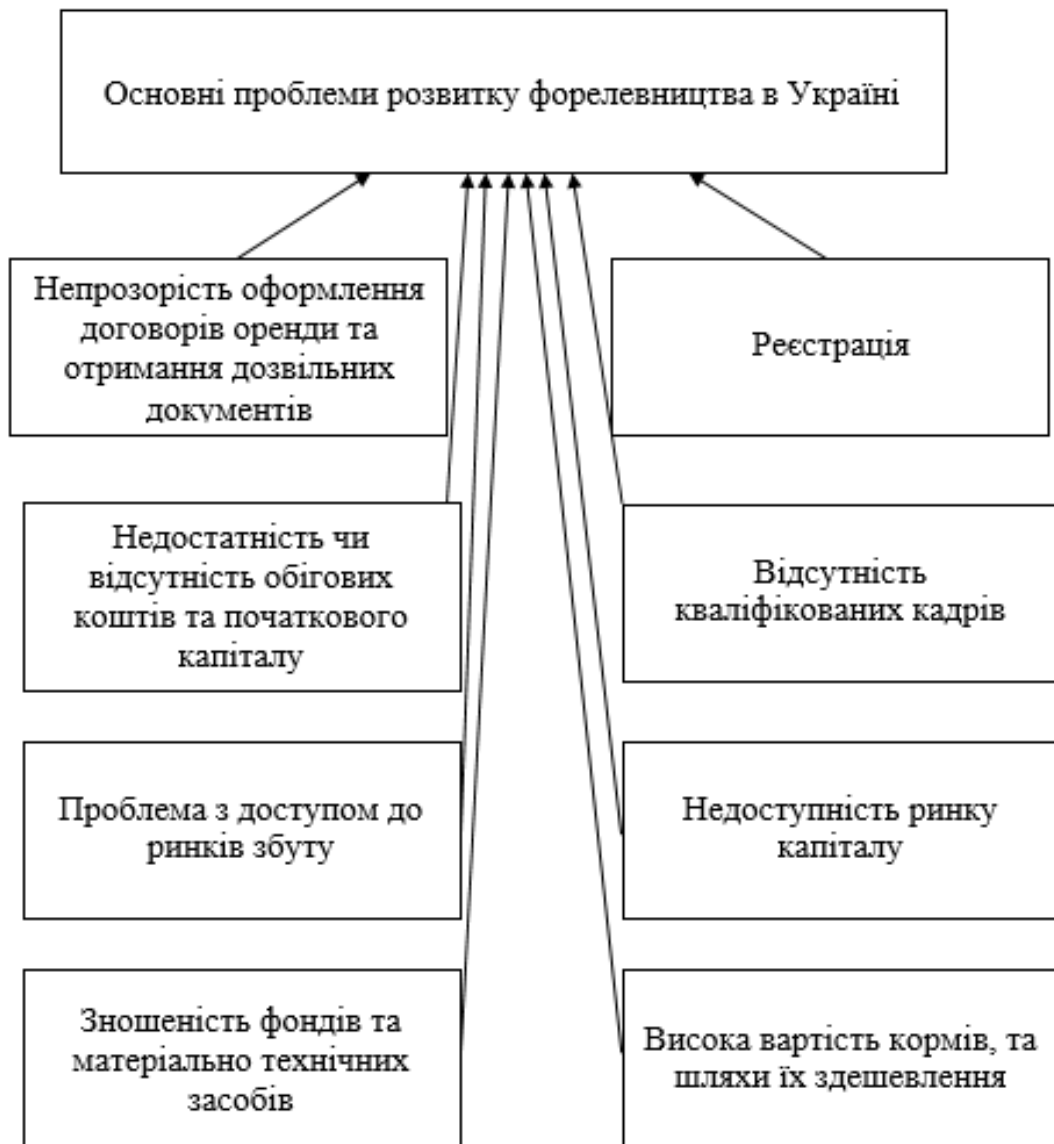 Основні проблеми розвитку форелевництва в Україні
Непрозорість оформлення
договорів оренди та
отримання дозвільних
документів
Реєстрація
Недостатність чи
відсутність обігових
коштів та початкового
капіталу
Відсутність
кваліфікованих кадрів
Проблема з доступом до
ринків збуту
Недоступність ринку
капіталу
Зношеність фондів та
матеріально технічних
засобів
Висока вартість кормів, та
шляхи їх здешевлення